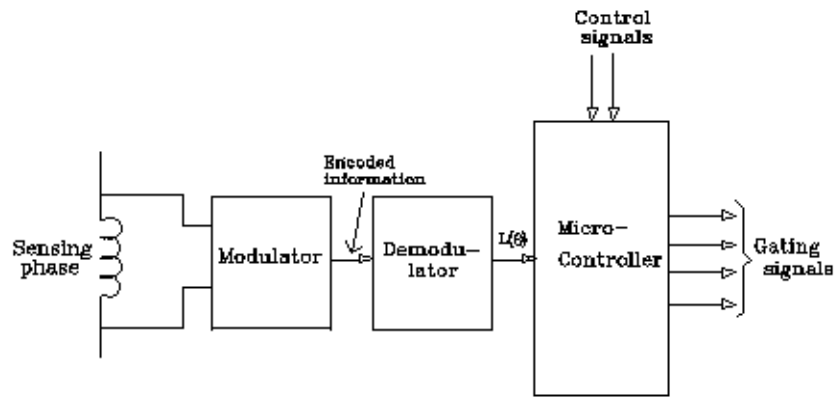 Control
signals
Encoded
information
Sensing
phase
Modulator
Demodu-
lator
L(θ)
Micro-
Controller
Gating
signals